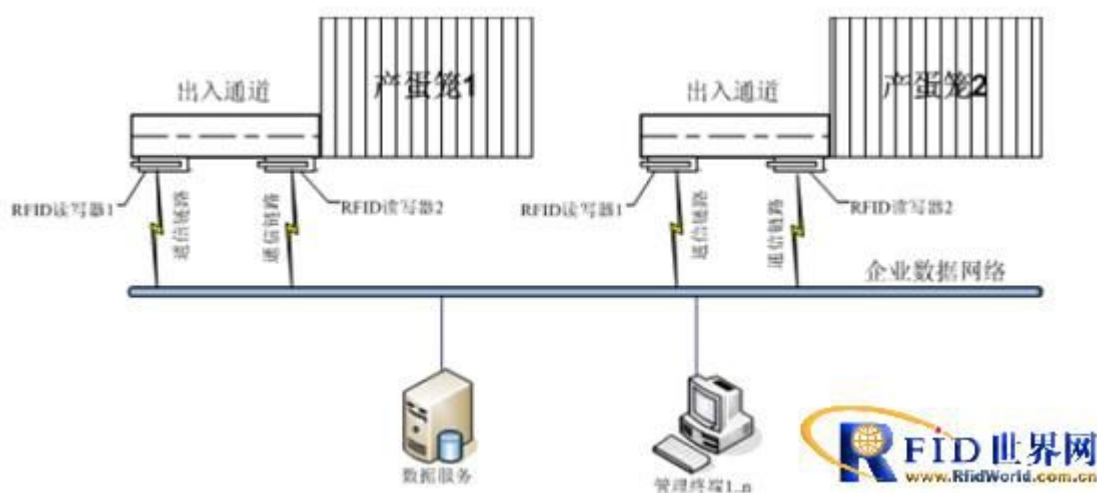 产蛋笼1
产蛋笼2
出入通道
出入通道
RFID读写器1
RFID读写器2
RFID读写器1
RFID读写器2
通信链路
通信链路
通信链路
通信链路
企业数据网络
数据服务
管理终端1..n
RFID世界网
www.RfidWorld.com.cn